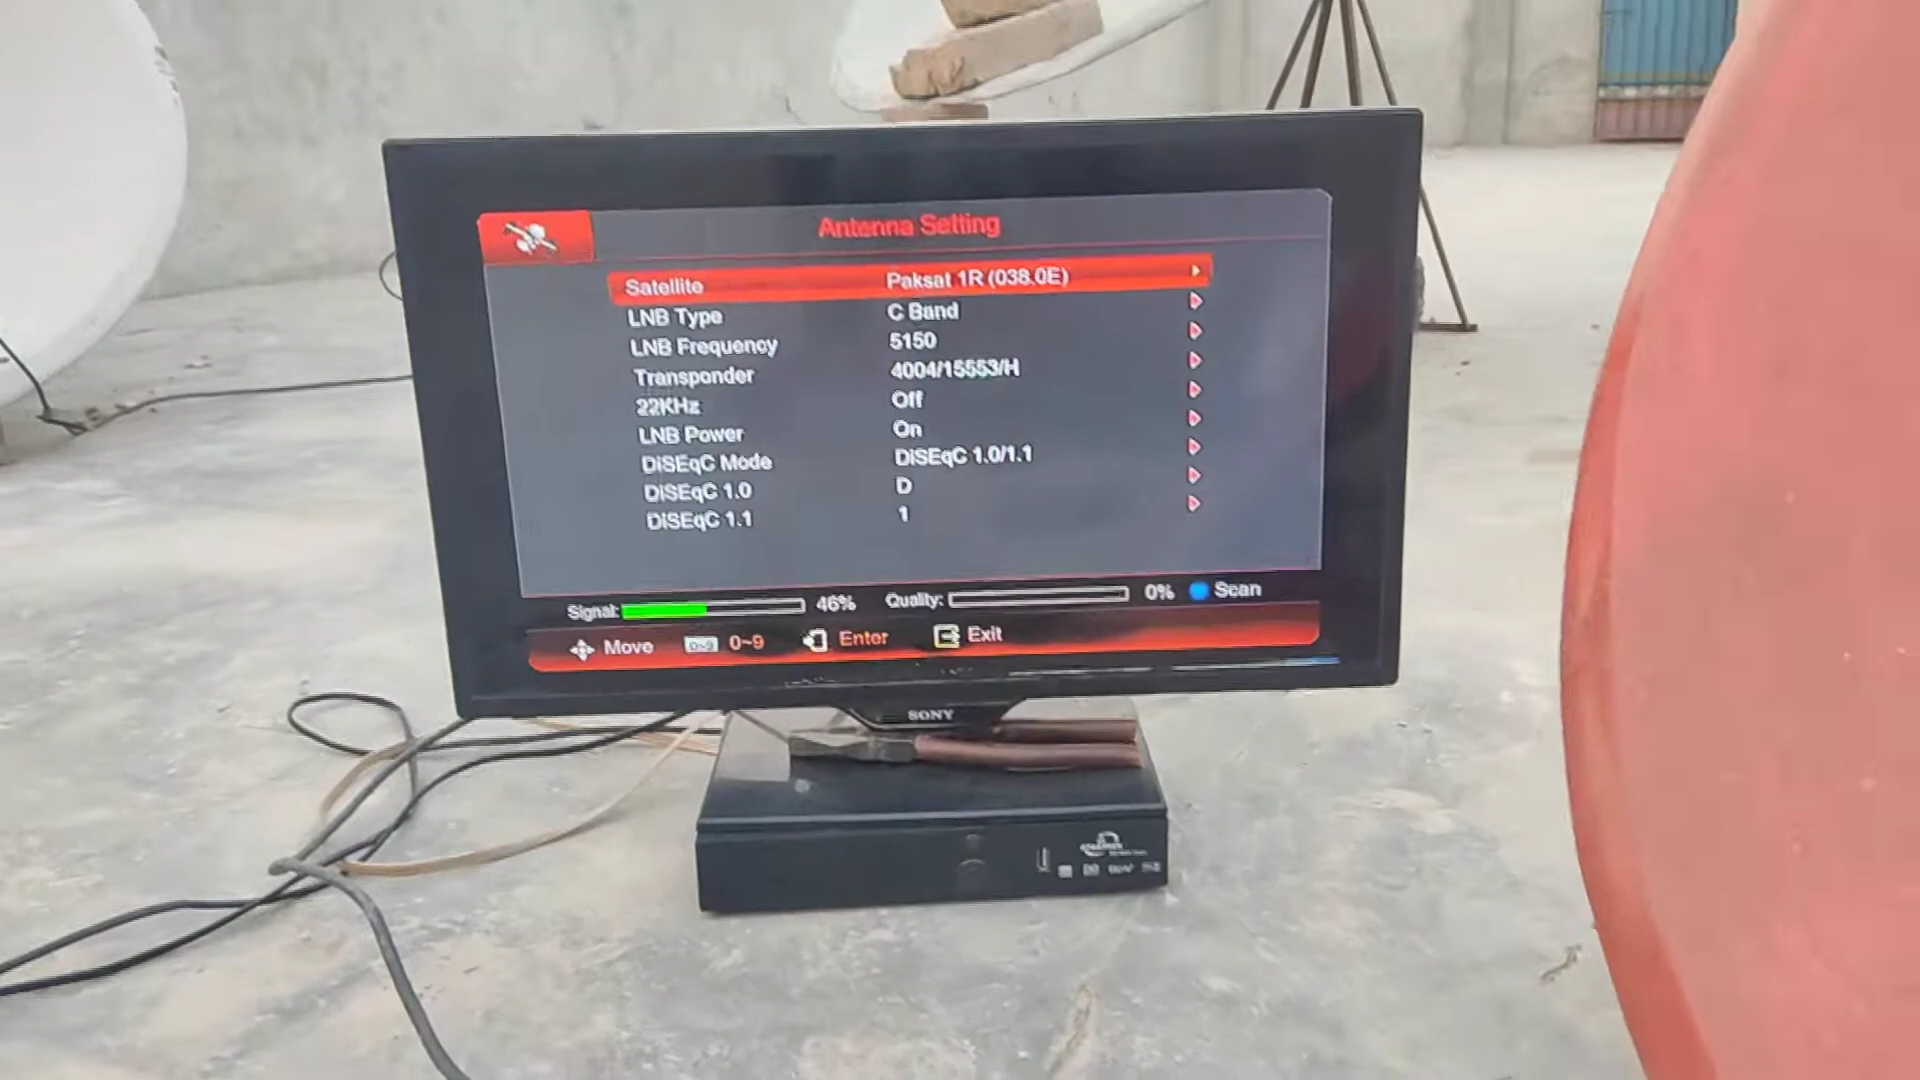 Antenna Setting
Satellite Paksat 1R (038.0E)
LNB Type C Band
LNB Frequency 5150
Transponder 4004/15553/H
22KHz Off
LNB Power On
DiSEqC Mode DiSEqC 1.0/1.1
DiSEqC 1.0 D
DiSEqC 1.1 1
Signal: 46% Quality: 0% Scan
Move 0~9 0~9 Enter Exit
SONY